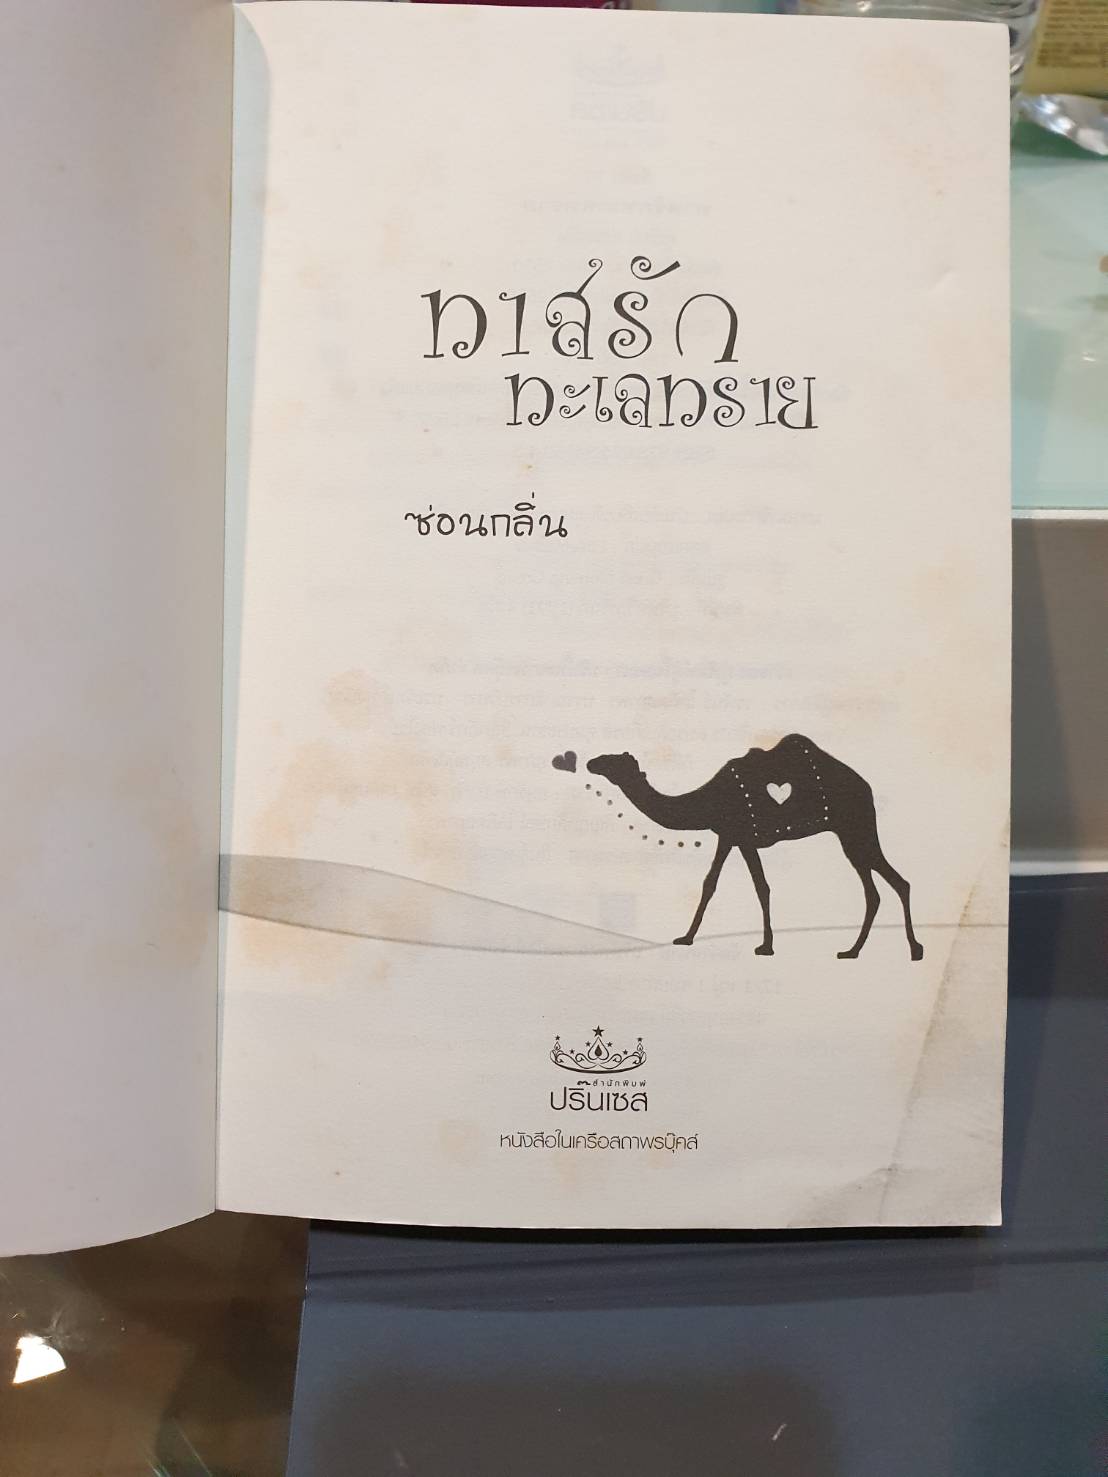 ทาสรัก
ทะเลทราย
ซ่อนกลิ่น
สำนักพิมพ์
ปริ๊นเซส
หนังสือในเครือสถาพรบุ๊คส์